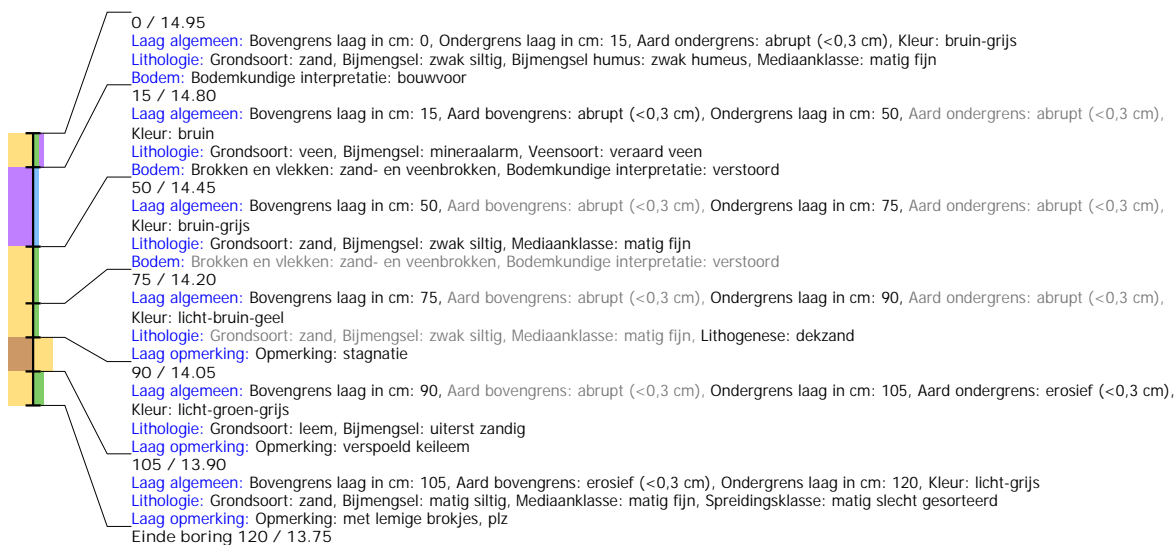 0 / 14.95
Laag algemeen: Bovengrens laag in cm: 0, Ondergrens laag in cm: 15, Aard ondergrens: abrupt (<0,3 cm), Kleur: bruin-grijs
Lithologie: Grondsoort: zand, Bijmengsel: zwak siltig, Bijmengsel humus: zwak humeus, Mediaanklasse: matig fijn
Bodem: Bodemkundige interpretatie: bouwvoor
15 / 14.80
Laag algemeen: Bovengrens laag in cm: 15, Aard bovengrens: abrupt (<0,3 cm), Ondergrens laag in cm: 50, Aard ondergrens: abrupt (<0,3 cm),
Kleur: bruin
Lithologie: Grondsoort: veen, Bijmengsel: mineraalarm, Veensoort: veraard veen
Bodem: Brokken en vlekken: zand- en veenbrokken, Bodemkundige interpretatie: verstoord
50 / 14.45
Laag algemeen: Bovengrens laag in cm: 50, Aard bovengrens: abrupt (<0,3 cm), Ondergrens laag in cm: 75, Aard ondergrens: abrupt (<0,3 cm),
Kleur: bruin-grijs
Lithologie: Grondsoort: zand, Bijmengsel: zwak siltig, Mediaanklasse: matig fijn
Bodem: Brokken en vlekken: zand- en veenbrokken, Bodemkundige interpretatie: verstoord
75 / 14.20
Laag algemeen: Bovengrens laag in cm: 75, Aard bovengrens: abrupt (<0,3 cm), Ondergrens laag in cm: 90, Aard ondergrens: abrupt (<0,3 cm),
Kleur: licht-bruin-geel
Lithologie: Grondsoort: zand, Bijmengsel: zwak siltig, Mediaanklasse: matig fijn, Lithogenese: dekzand
Laag opmerking: Opmerking: stagnatie
90 / 14.05
Laag algemeen: Bovengrens laag in cm: 90, Aard bovengrens: abrupt (<0,3 cm), Ondergrens laag in cm: 105, Aard ondergrens: erosief (<0,3 cm),
Kleur: licht-groen-grijs
Lithologie: Grondsoort: leem, Bijmengsel: uiterst zandig
Laag opmerking: Opmerking: verspoeld keileem
105 / 13.90
Laag algemeen: Bovengrens laag in cm: 105, Aard bovengrens: erosief (<0,3 cm), Ondergrens laag in cm: 120, Kleur: licht-grijs
Lithologie: Grondsoort: zand, Bijmengsel: matig siltig, Mediaanklasse: matig fijn, Spreidingsklasse: matig slecht gesorteerd
Laag opmerking: Opmerking: met lemige brokjes, plz
Einde boring 120 / 13.75